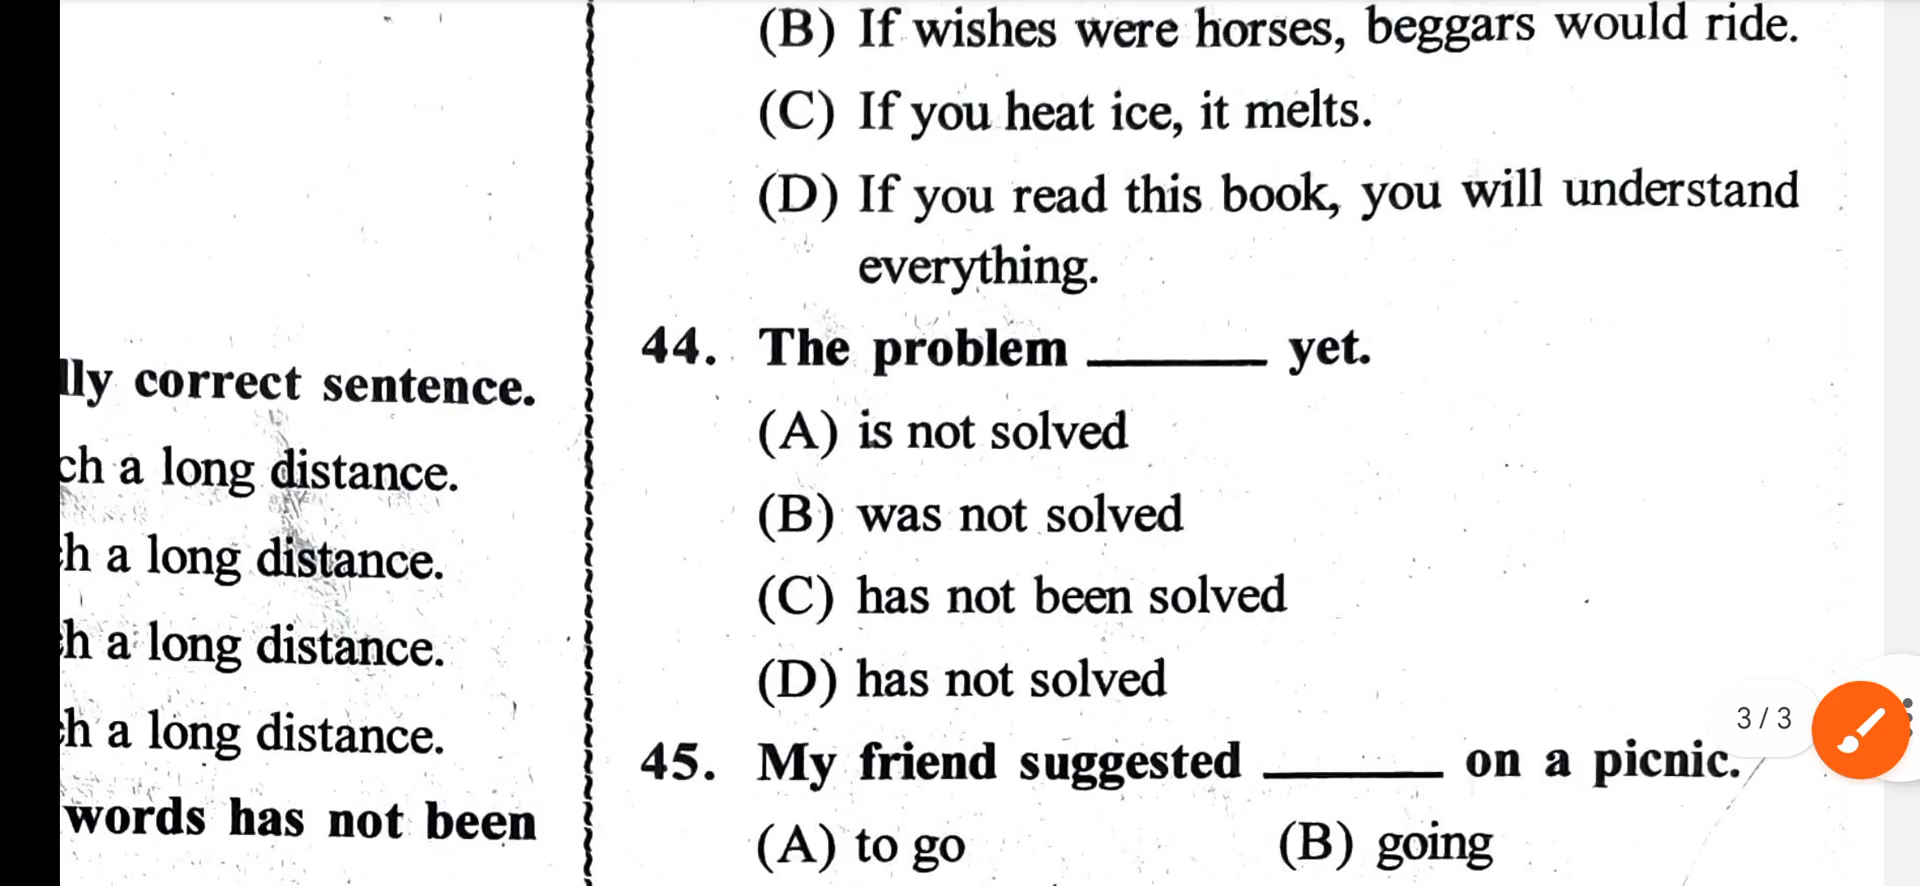 lly correct sentence.
ch a long distance.
h a long distance.
h a long distance.
h a long distance.
words has not been
(B) If wishes were horses, beggars would ride.
(C) If you heat ice, it melts.
(D) If you read this book, you will understand
everything.
44. The problem ______ yet.
(A) is not solved
(B) was not solved
(C) has not been solved
(D) has not solved
45. My friend suggested ______ on a picnic.
(A) to go (B) going
3 / 3